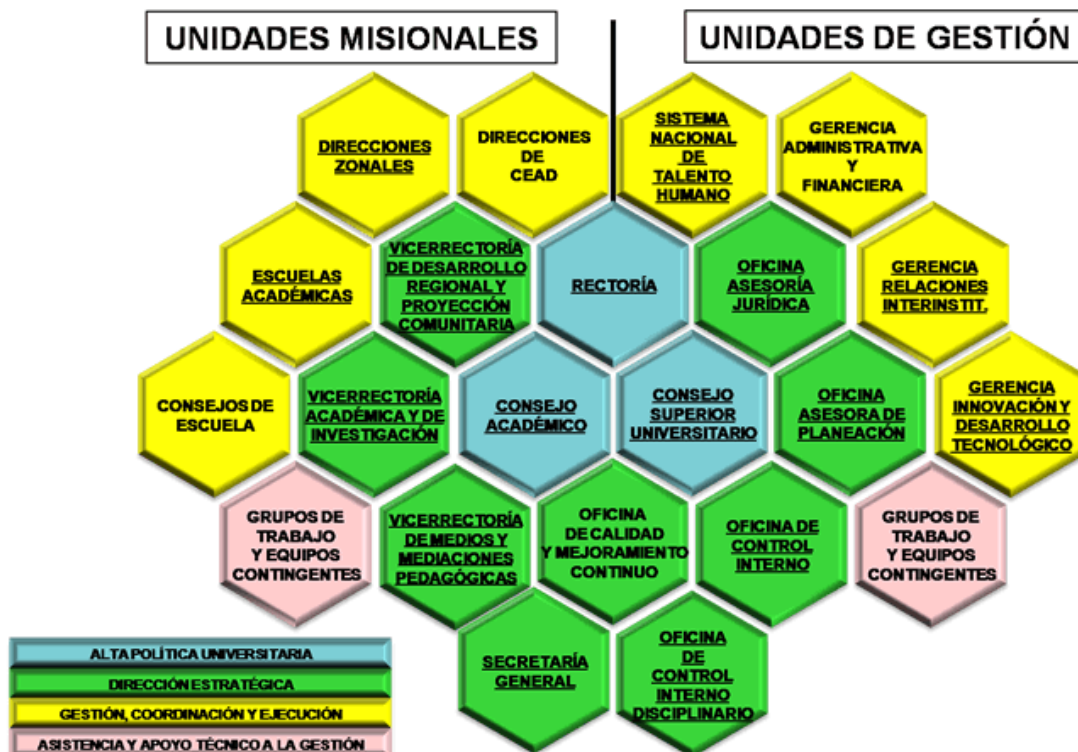 UNIDADES MISIONALES
UNIDADES DE GESTIÓN
DIRECCIONES
ZONALES
DIRECCIONES
DE
CEAD
SISTEMA
NACIONAL
DE
TALENTO
HUMANO
GERENCIA
ADMINISTRATIVA
Y
FINANCIERA
ESCUELAS
ACADÉMICAS
VICERRECTORÍA
DE DESARROLLO
REGIONAL Y
PROYECCIÓN
COMUNITARIA
RECTORÍA
OFICINA
ASESORÍA
JURÍDICA
GERENCIA
RELACIONES
INTERINSTIT.
CONSEJOS DE
ESCUELA
VICERRECTORÍA
ACADÉMICA Y DE
INVESTIGACIÓN
CONSEJO
ACADÉMICO
CONSEJO
SUPERIOR
UNIVERSITARIO
OFICINA
ASESORA DE
PLANEACIÓN
GERENCIA
INNOVACIÓN Y
DESARROLLO
TECNOLÓGICO
GRUPOS DE
TRABAJO
Y EQUIPOS
CONTINGENTES
VICERRECTORÍA
DE MEDIOS Y
MEDIACIONES
PEDAGÓGICAS
OFICINA
DE CALIDAD
Y MEJORAMIENTO
CONTINUO
OFICINA DE
CONTROL
INTERNO
GRUPOS DE
TRABAJO
Y EQUIPOS
CONTINGENTES
SECRETARÍA
GENERAL
OFICINA
DE
CONTROL
INTERNO
DISCIPLINARIO
ALTA POLÍTICA UNIVERSITARIA
DIRECCIÓN ESTRATÉGICA
GESTIÓN, COORDINACIÓN Y EJECUCIÓN
ASISTENCIA Y APOYO TÉCNICO A LA GESTIÓN